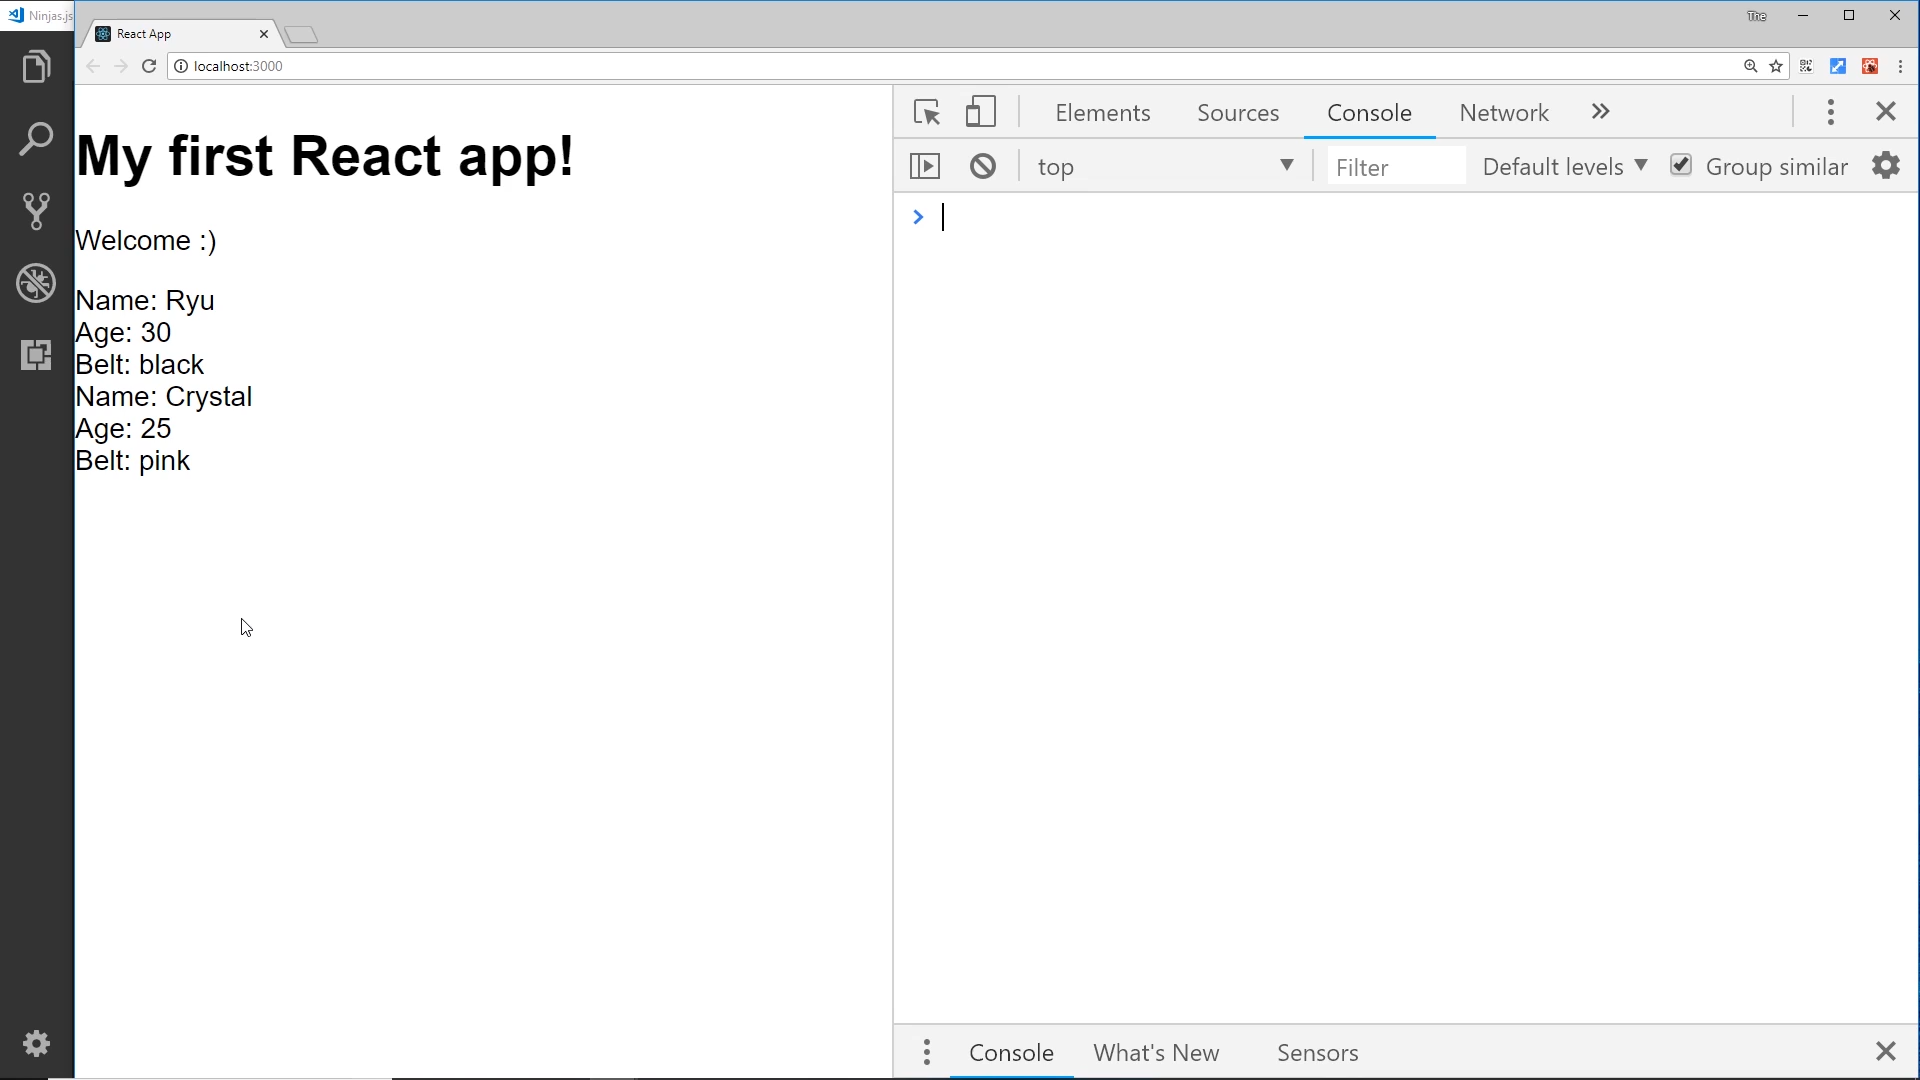 Ninjas.js
React App
The
localhost:3000
My first React app!
Welcome :)
Name: Ryu
Age: 30
Belt: black
Name: Crystal
Age: 25
Belt: pink
Elements Sources Console Network
top Filter Default levels Group similar
Console What's New Sensors